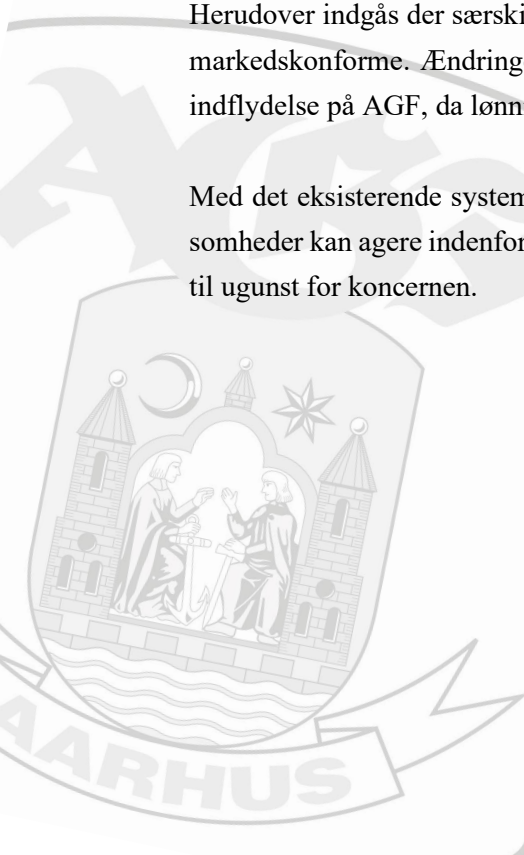 Herudover indgås der særski
markedskonforme. Ændring
indflydelse på AGF, da lønn
Med det eksisterende system
somheder kan agere indenfor
til ugunst for koncernen.
AGF
AARHUS